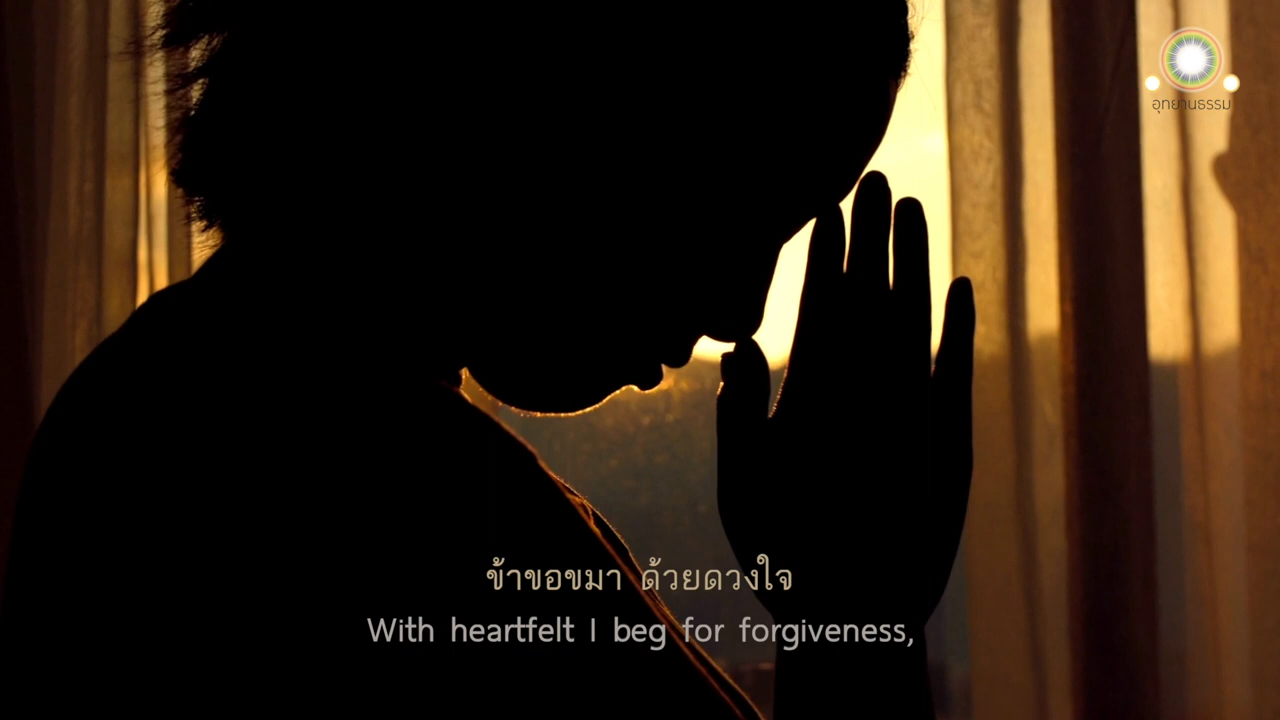 อุทยานธรรม
ข้าขอขมา ด้วยดวงใจ
With heartfelt I beg for forgiveness,